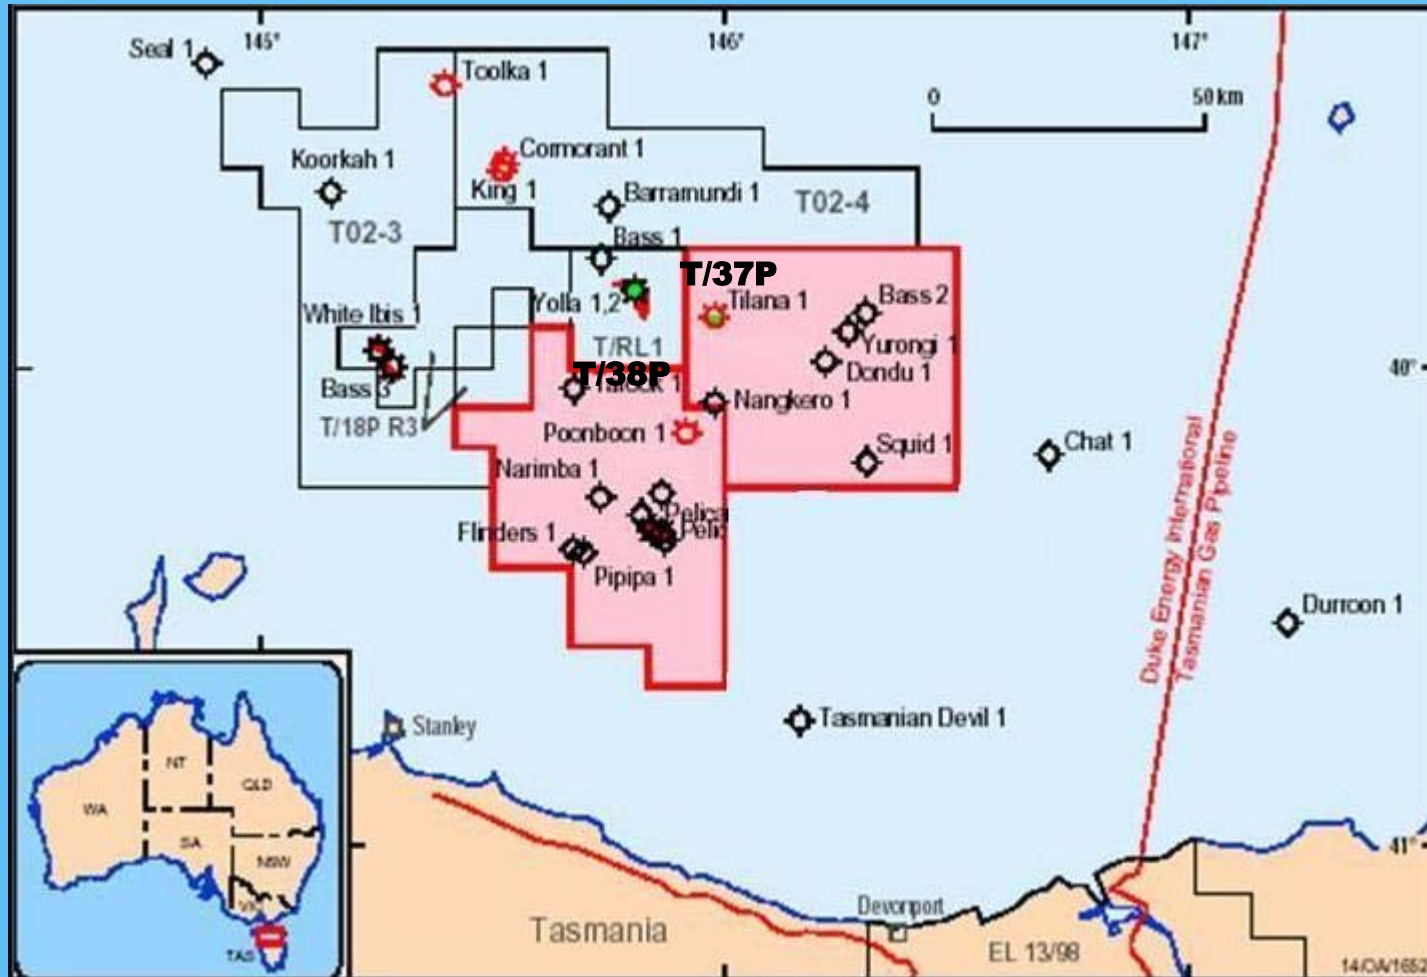 145°
146°
147°
Seal 1
Toolka 1
0
50 km
Koorkah 1
Cormorant 1
King 1
Barramundi 1
T02-4
T02-3
Bass 1
T/37P
Yolla 1,2
Tilana 1
Bass 2
White Ibis 1
Yurongi 1
T/RL1
T/38P
Dondu 1
40°
Bass 3
Nangkero 1
T/18P R3
Poonboon 1
Squid 1
Chat 1
Narimba 1
Flinders 1
Pipipa 1
Duke Energy International
Tasmanian Gas Pipeline
Durroon 1
Tasmanian Devil 1
Stanley
NT
QLD
WA
SA
NSW
VIC
TAS
41°
Devonport
Tasmania
EL 13/98
14/OA/1652